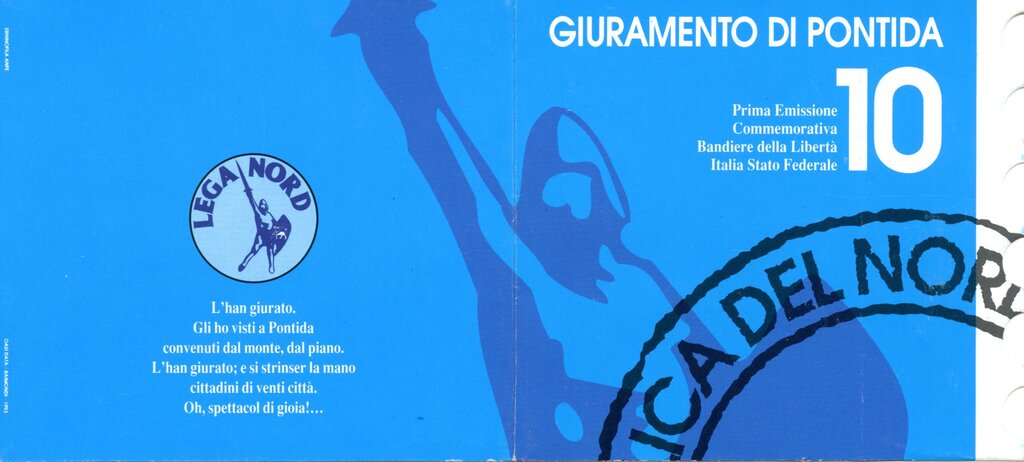 ERINNOFILA ANFE
LEGA NORD
L'han giurato.
Gli ho visti a Pontida
convenuti dal monte, dal piano.
L'han giurato; e si strinser la mano
cittadini di venti città.
Oh, spettacol di gioia!...
GIURAMENTO DI PONTIDA
10
Prima Emissione
Commemorativa
Bandiere della Libertà
Italia Stato Federale
ICA DEL NOR